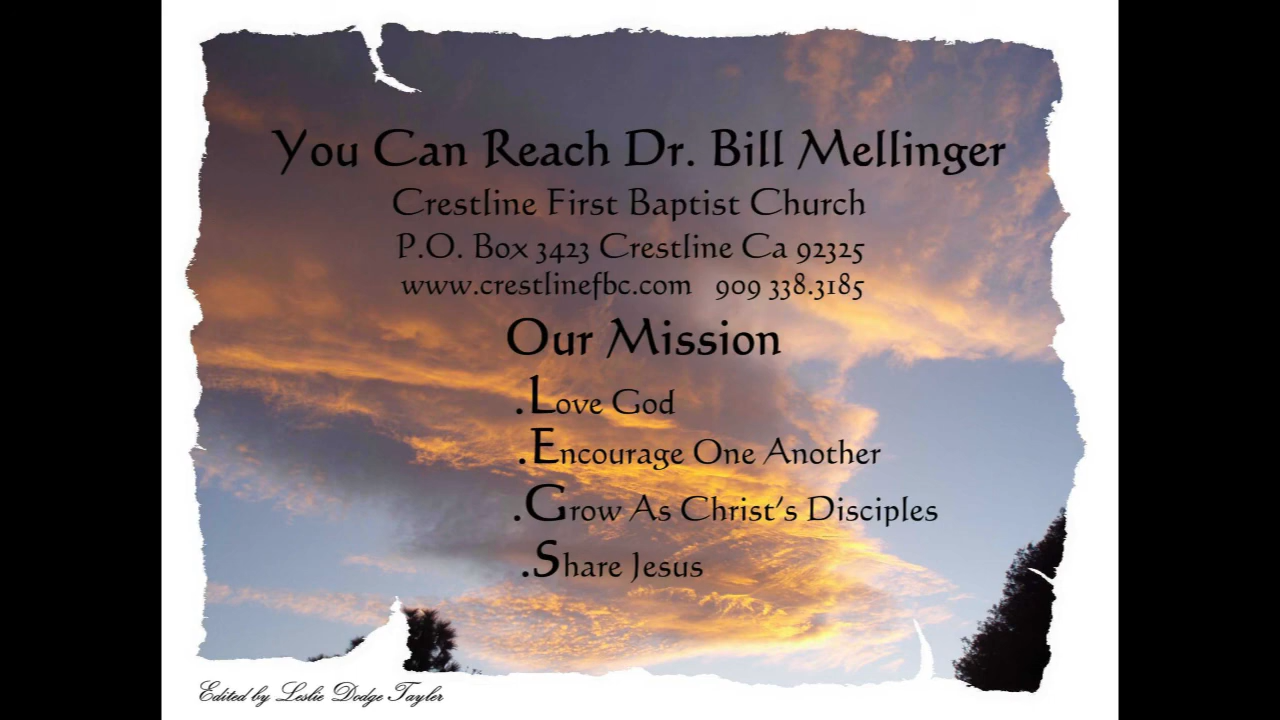 You Can Reach Dr. Bill Mellinger
Crestline First Baptist Church
P.O. Box 3423 Crestline Ca 92325
www.crestlinefbc.com 909 338.3185
Our Mission
.Love God
.Encourage One Another
.Grow As Christ's Disciples
.Share Jesus
Edited by Leslie Dodge Tayler